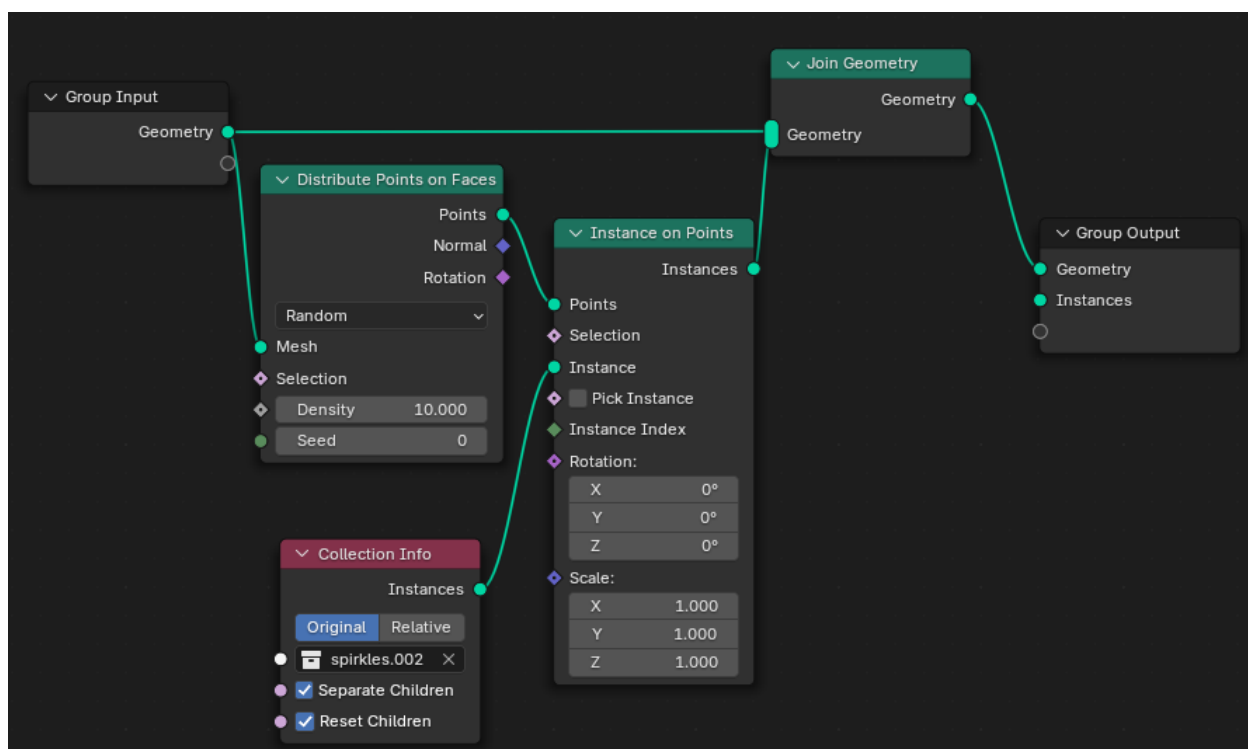 Group Input
Geometry
Distribute Points on Faces
Points
Normal
Rotation
Random
Mesh
Selection
Density 10.000
Seed 0
Collection Info
Instances
Original Relative
spirkles.002
Separate Children
Reset Children
Instance on Points
Instances
Points
Selection
Instance
Pick Instance
Instance Index
Rotation:
X 0°
Y 0°
Z 0°
Scale:
X 1.000
Y 1.000
Z 1.000
Join Geometry
Geometry
Geometry
Group Output
Geometry
Instances